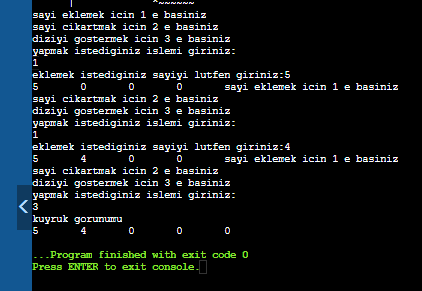 |                ^~~~~~~
sayi eklemek icin 1 e basiniz
sayi cikartmak icin 2 e basiniz
diziyi gostermek icin 3 e basiniz
yapmak istediginiz islemi giriniz:
1
eklemek istediginiz sayiyi lutfen giriniz:5
5       0       0       0       sayi eklemek icin 1 e basiniz
sayi cikartmak icin 2 e basiniz
diziyi gostermek icin 3 e basiniz
yapmak istediginiz islemi giriniz:
1
eklemek istediginiz sayiyi lutfen giriniz:4
5       4       0       0       sayi eklemek icin 1 e basiniz
sayi cikartmak icin 2 e basiniz
diziyi gostermek icin 3 e basiniz
yapmak istediginiz islemi giriniz:
3
kuyruk gorunumu
5       4       0       0       0
...Program finished with exit code 0
Press ENTER to exit console.